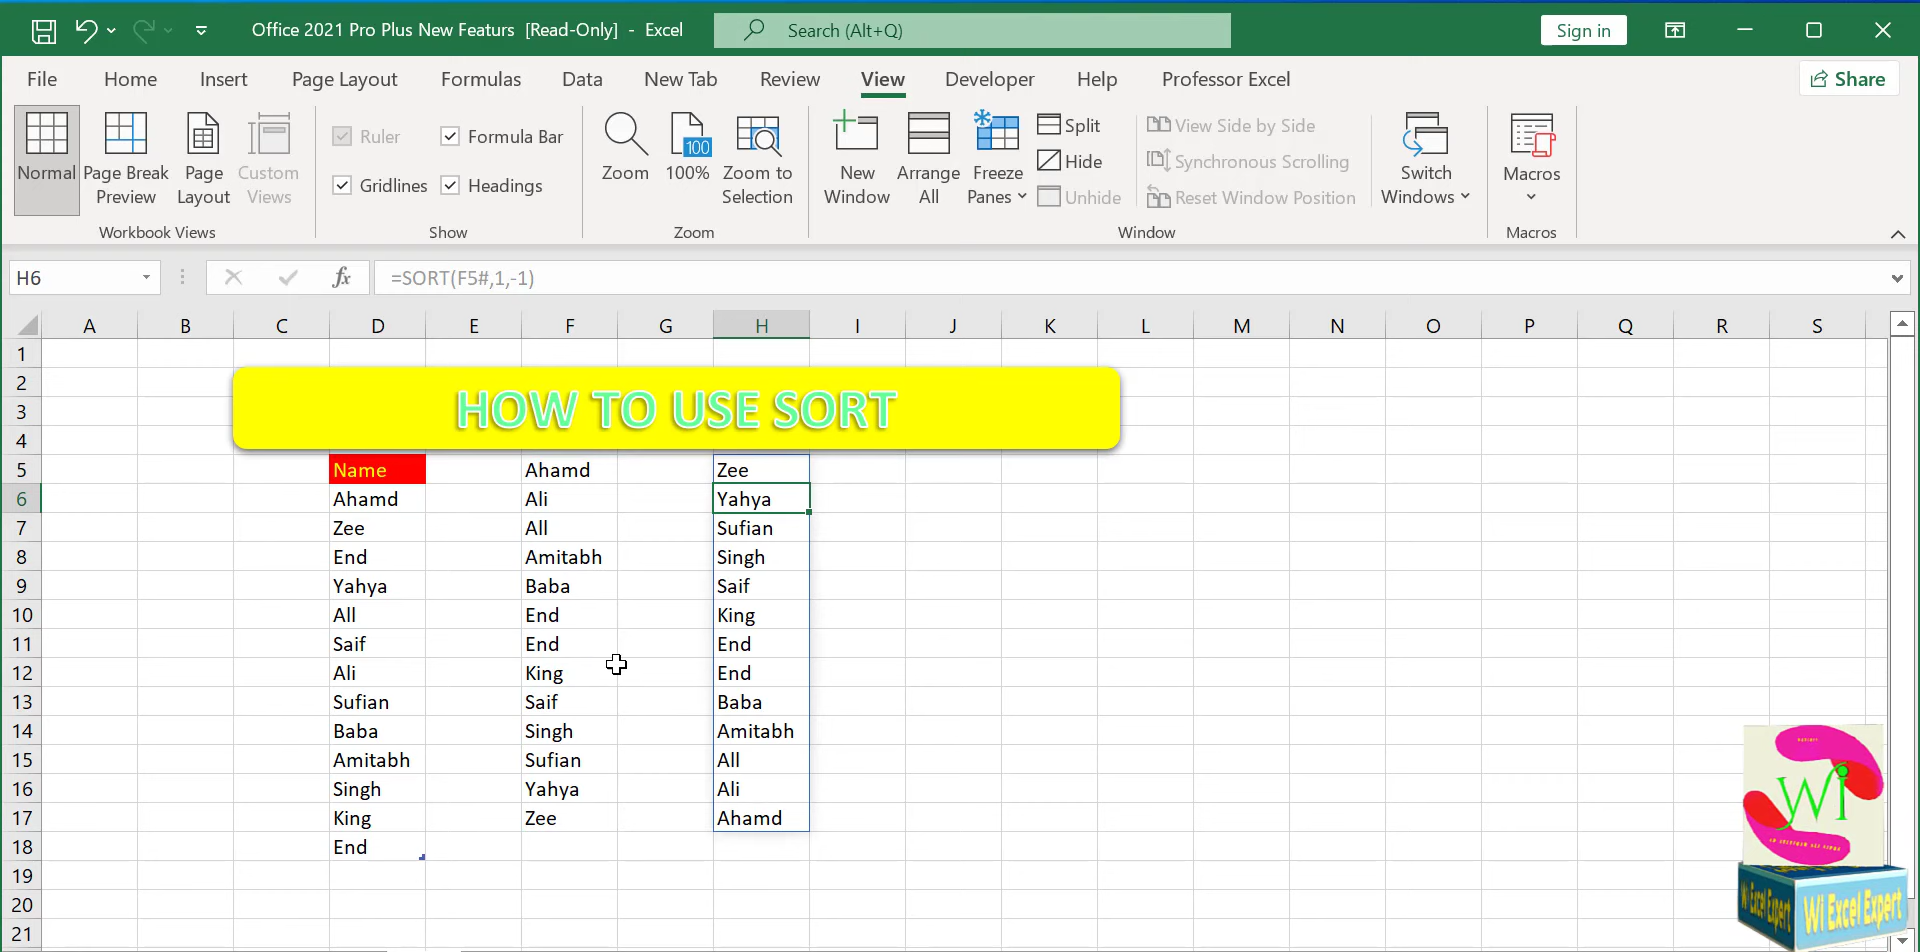 Office 2021 Pro Plus New Featurs [Read-Only] - Excel
Search (Alt+Q)
Sign in
File Home Insert Page Layout Formulas Data New Tab Review View Developer Help Professor Excel
Share
Normal
Page Break Preview
Page Layout
Custom Views
Workbook Views
Ruler
Formula Bar
Gridlines
Headings
Show
Zoom
100
100%
Zoom to Selection
Zoom
New Window
Arrange All
Freeze Panes
Split
Hide
Unhide
View Side by Side
Synchronous Scrolling
Reset Window Position
Switch Windows
Window
Macros
Macros
H6
fx
=SORT(F5#,1,-1)
A B C D E F G H I J K L M N O P Q R S
1
2
HOW TO USE SORT
3
4
5 Name Ahamd Zee
6 Ahamd Ali Yahya
7 Zee All Sufian
8 End Amitabh Singh
9 Yahya Baba Saif
10 All End King
11 Saif End End
12 Ali King End
13 Sufian Saif Baba
14 Baba Singh Amitabh
15 Amitabh Sufian All
16 Singh Yahya Ali
17 King Zee Ahamd
18 End
19
20
21
Wi
Wi Excel Expert
Wi Excel Expert